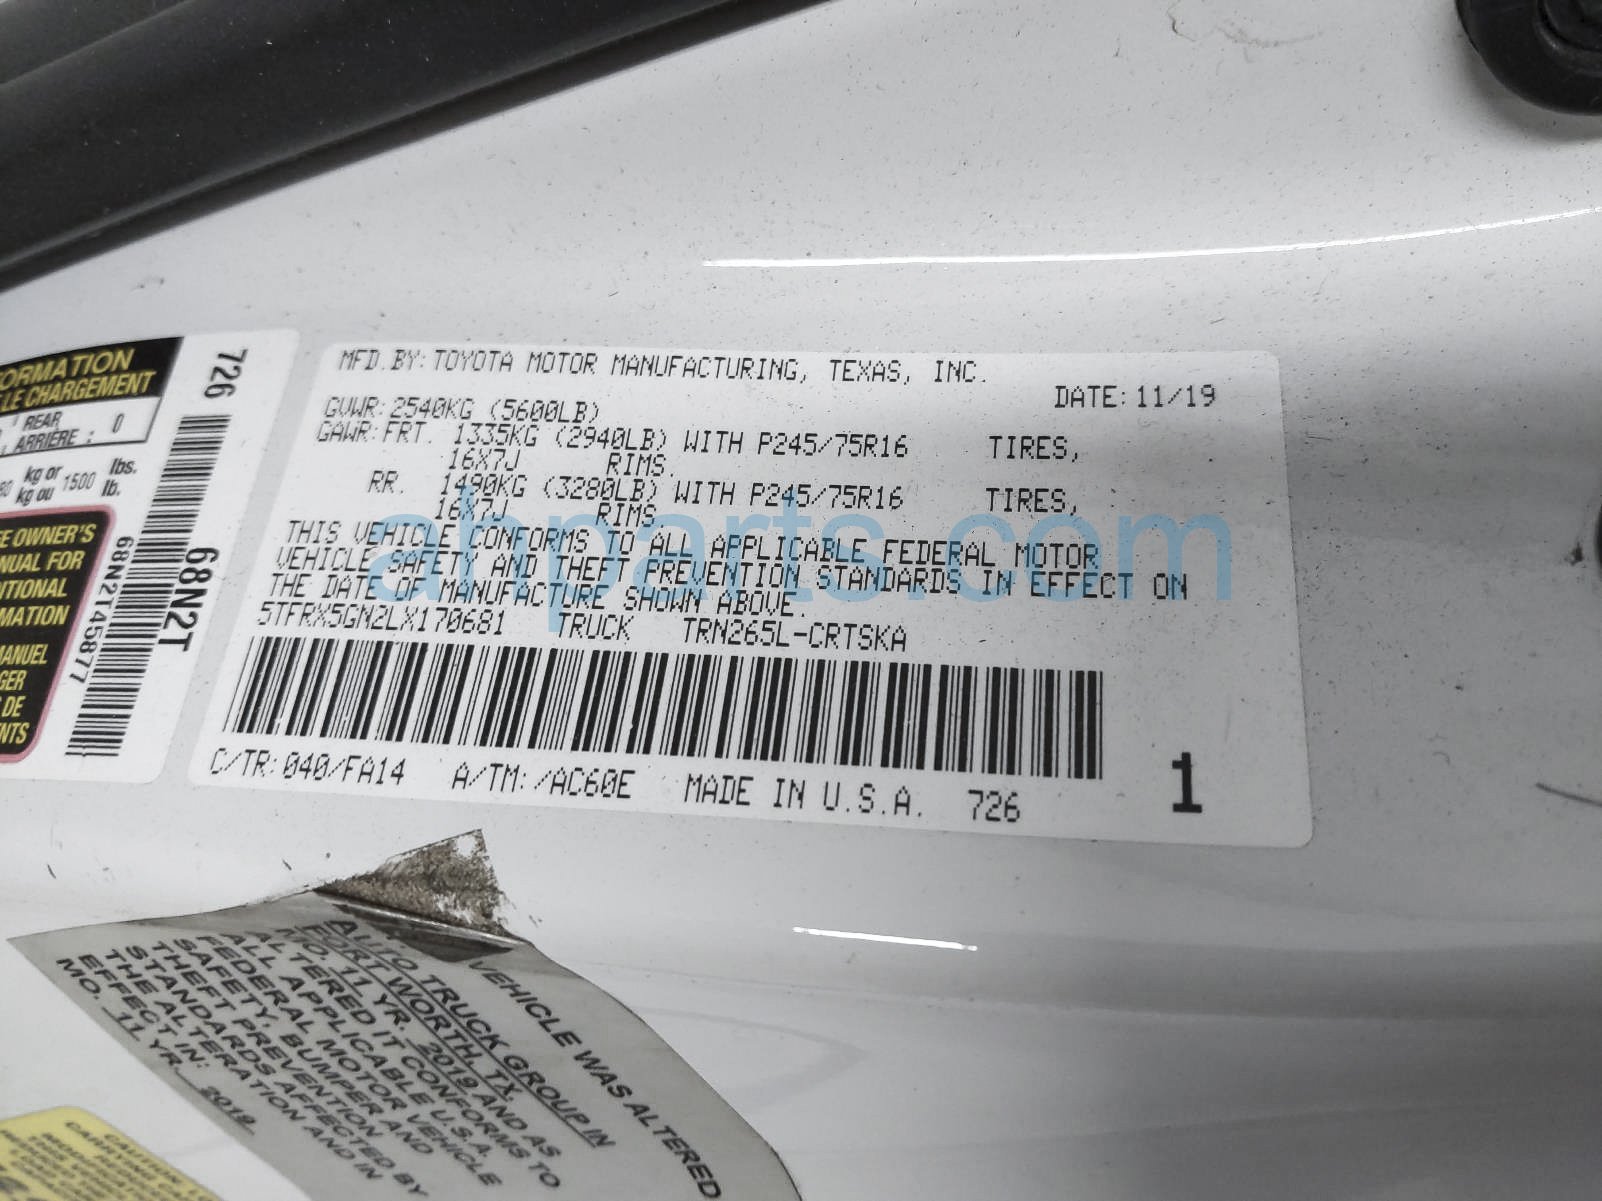 MFD.BY:TOYOTA MOTOR MANUFACTURING, TEXAS, INC.
DATE:11/19
GVWR:2540KG (5600LB)
GAWR:FRT. 1335KG (2940LB) WITH P245/75R16 TIRES,
16X7J RIMS.
RR. 1490KG (3280LB) WITH P245/75R16 TIRES,
16X7J RIMS
THIS VEHICLE CONFORMS TO ALL APPLICABLE FEDERAL MOTOR
VEHICLE SAFETY AND THEFT PREVENTION STANDARDS IN EFFECT ON
THE DATE OF MANUFACTURE SHOWN ABOVE.
5TFRX5GN2LX170681 TRUCK TRN265L-CRTSKA
C/TR:040/FA14 A/TM:/AC60E MADE IN U.S.A. 726
1
ahparts.com
ORMATION
LE CHARGEMENT
REAR
ARRIERE : 0
kg or 1500 lbs.
kg ou lb.
E OWNER'S
NUAL FOR
ITIONAL
MATION
MANUEL
GER
DE
NTS
726
68N2T
68N2T45877
VEHICLE WAS ALTERED
AUTO TRUCK GROUP IN
FORT WORTH, TX.
MO. 11 YR. 2019 AND AS
ALTERED IT CONFORMS TO
ALL APPLICABLE U.S.A.
FEDERAL MOTOR VEHICLE
SAFETY, BUMPER AND
THEFT PREVENTION
STANDARDS AFFECTED BY
THE ALTERATION AND IN
EFFECT IN:
MO. 11 YR. 2019